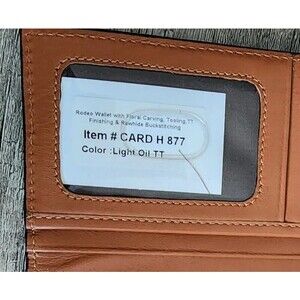 Rodeo Wallet with Floral Carving, Tooling,TT
Finishing & Rawhide Buckstitching
Item # CARD H 877
Color :Light Oil TT